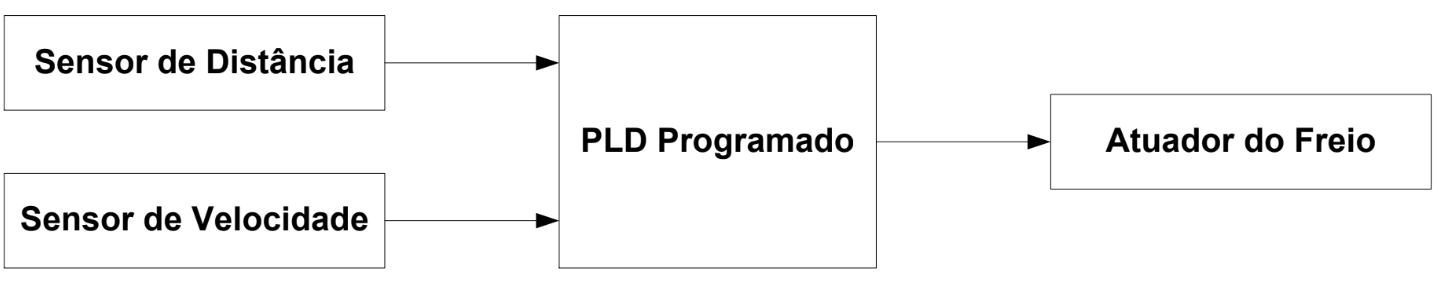 Sensor de Distância
PLD Programado
Atuador do Freio
Sensor de Velocidade